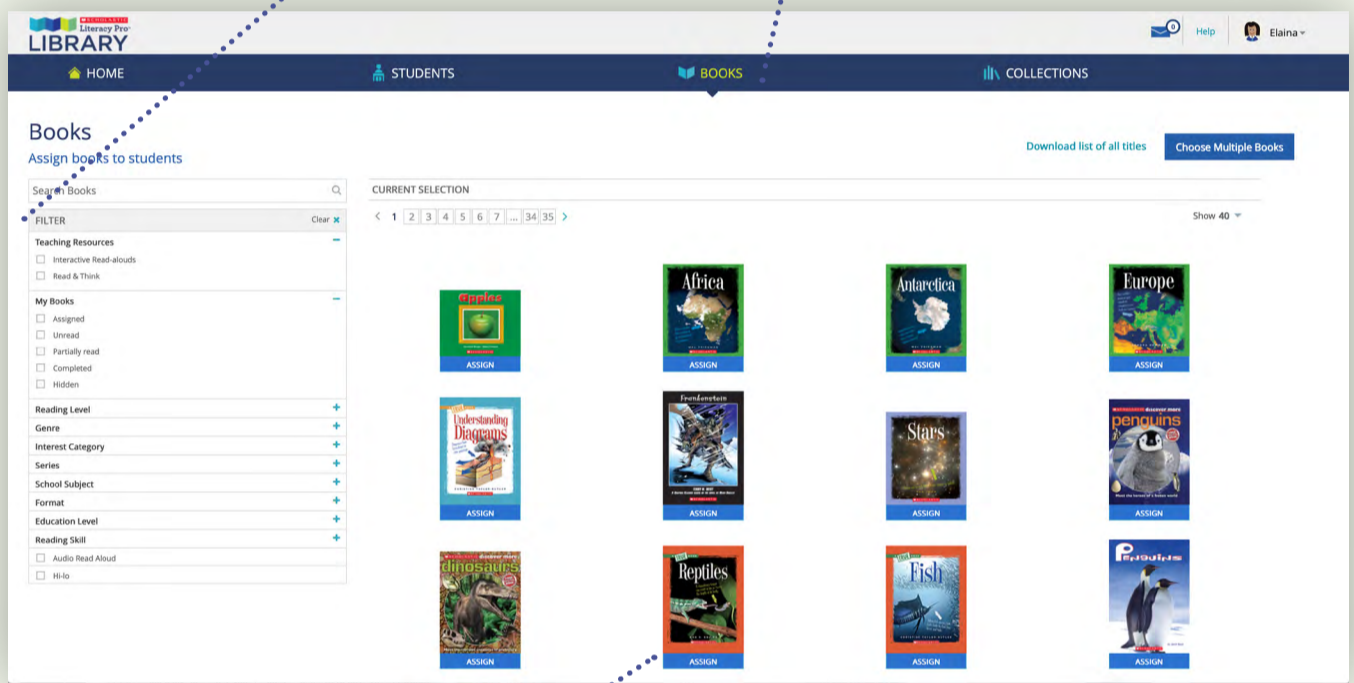 SCHOLASTIC
Literacy Pro
LIBRARY
0
Help
Elaina
HOME
STUDENTS
BOOKS
COLLECTIONS
Books
Assign books to students
Download list of all titles
Choose Multiple Books
Search Books
FILTER
Clear
Teaching Resources
Interactive Read-alouds
Read & Think
My Books
Assigned
Unread
Partially read
Completed
Hidden
Reading Level
Genre
Interest Category
Series
School Subject
Format
Education Level
Reading Skill
Audio Read Aloud
Hi-lo
CURRENT SELECTION
< 1 2 3 4 5 6 7 ... 34 35 >
Show 40
Apples
ASSIGN
Africa
ASSIGN
Antarctica
ASSIGN
Europe
ASSIGN
Understanding
Diagrams
ASSIGN
Frankenstein
ASSIGN
Stars
ASSIGN
penguins
ASSIGN
dinosaurs
ASSIGN
Reptiles
ASSIGN
Fish
ASSIGN
Penguins
ASSIGN